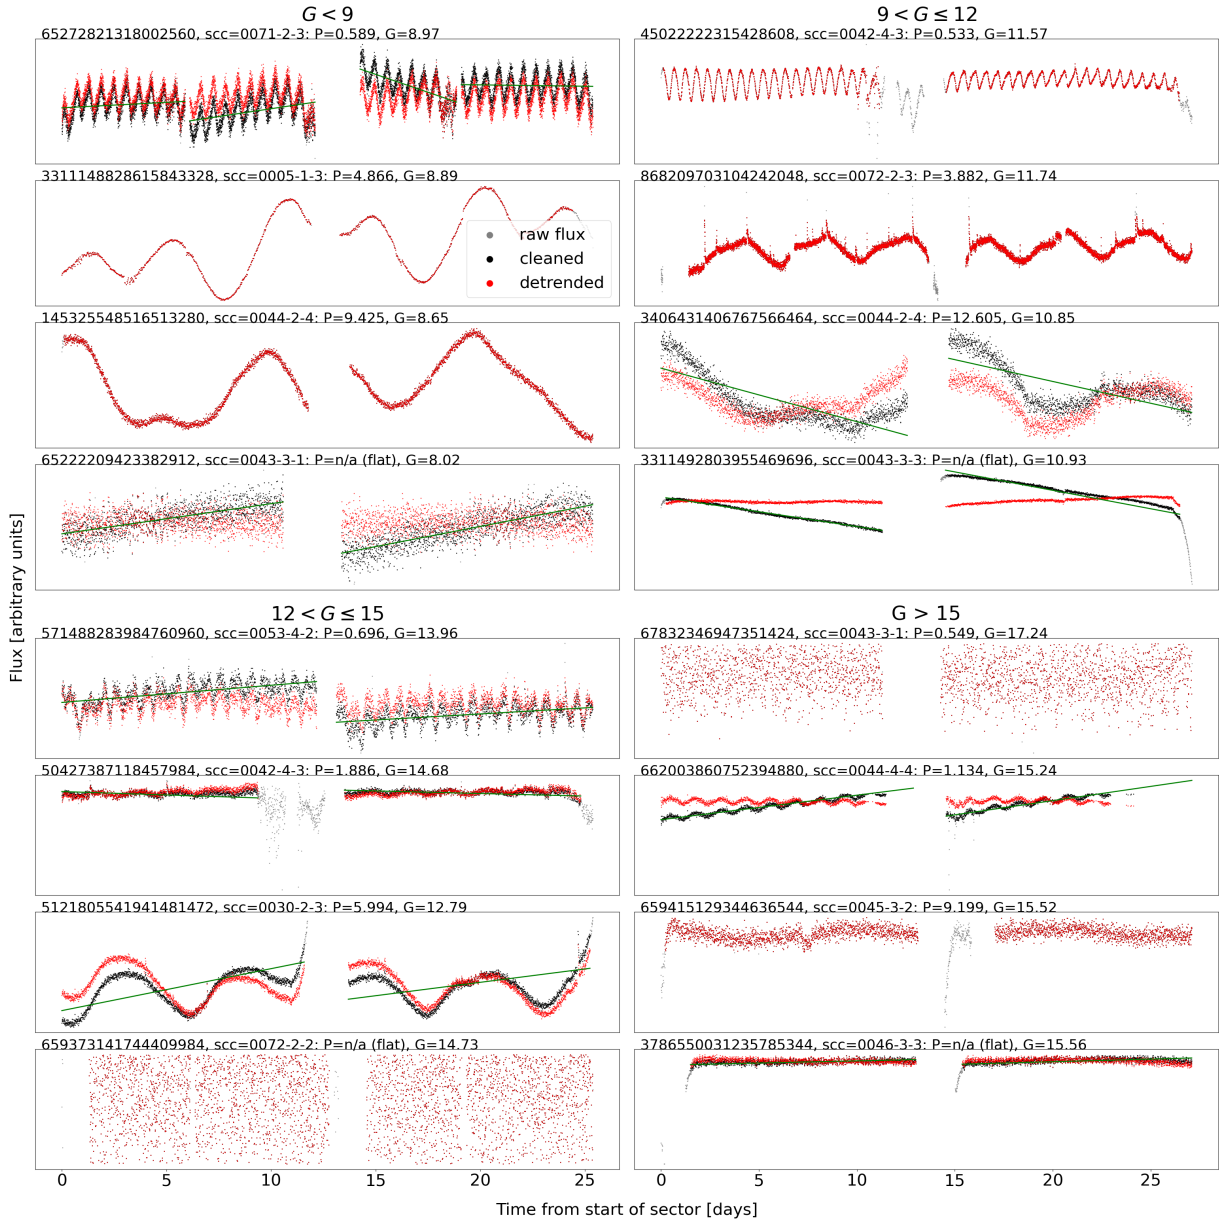 G < 9
65272821318002560, scc=0071-2-3: P=0.589, G=8.97
3311148828615843328, scc=0005-1-3: P=4.866, G=8.89
raw flux
cleaned
detrended
1453255548516513280, scc=0044-2-4: P=9.425, G=8.65
65222209423382912, scc=0043-3-1: P=n/a (flat), G=8.02
9 < G ≤ 12
45022222315428608, scc=0042-4-3: P=0.533, G=11.57
868209703104242048, scc=0072-2-3: P=3.882, G=11.74
3406431406767566464, scc=0044-2-4: P=12.605, G=10.85
3311492803955469696, scc=0043-3-3: P=n/a (flat), G=10.93
Flux [arbitrary units]
12 < G ≤ 15
571488283984760960, scc=0053-4-2: P=0.696, G=13.96
504273871184579 84, scc=0042-4-3: P=1.886, G=14.68
5121805541941481472, scc=0030-2-3: P=5.994, G=12.79
659373141744409984, scc=0072-2-2: P=n/a (flat), G=14.73
0 5 10 15 20 25
G > 15
67832346947351424, scc=0043-3-1: P=0.549, G=17.24
662003860752394880, scc=0044-4-4: P=1.134, G=15.24
659415129344636544, scc=0045-3-2: P=9.199, G=15.52
3786550031235785344, scc=0046-3-3: P=n/a (flat), G=15.56
0 5 10 15 20 25
Time from start of sector [days]